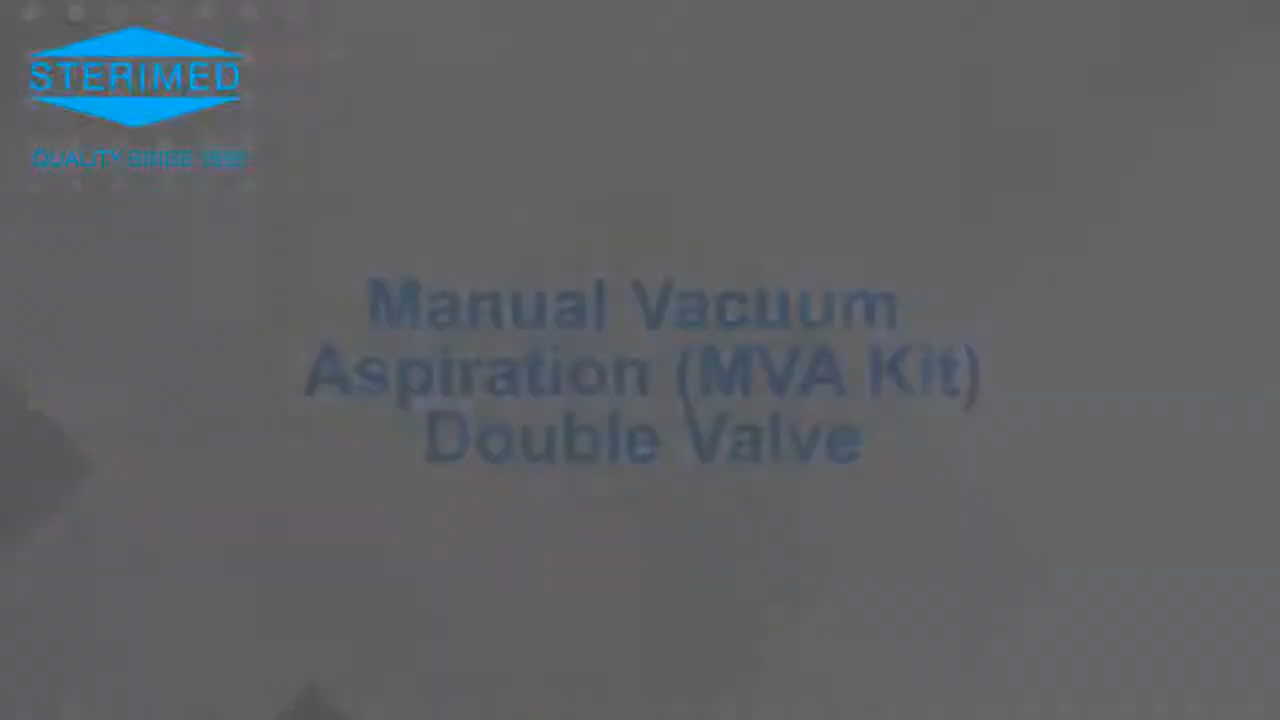 STERIMED
QUALITY SINCE
Manual Vacuum
Aspiration (MVA Kit)
Double Valve